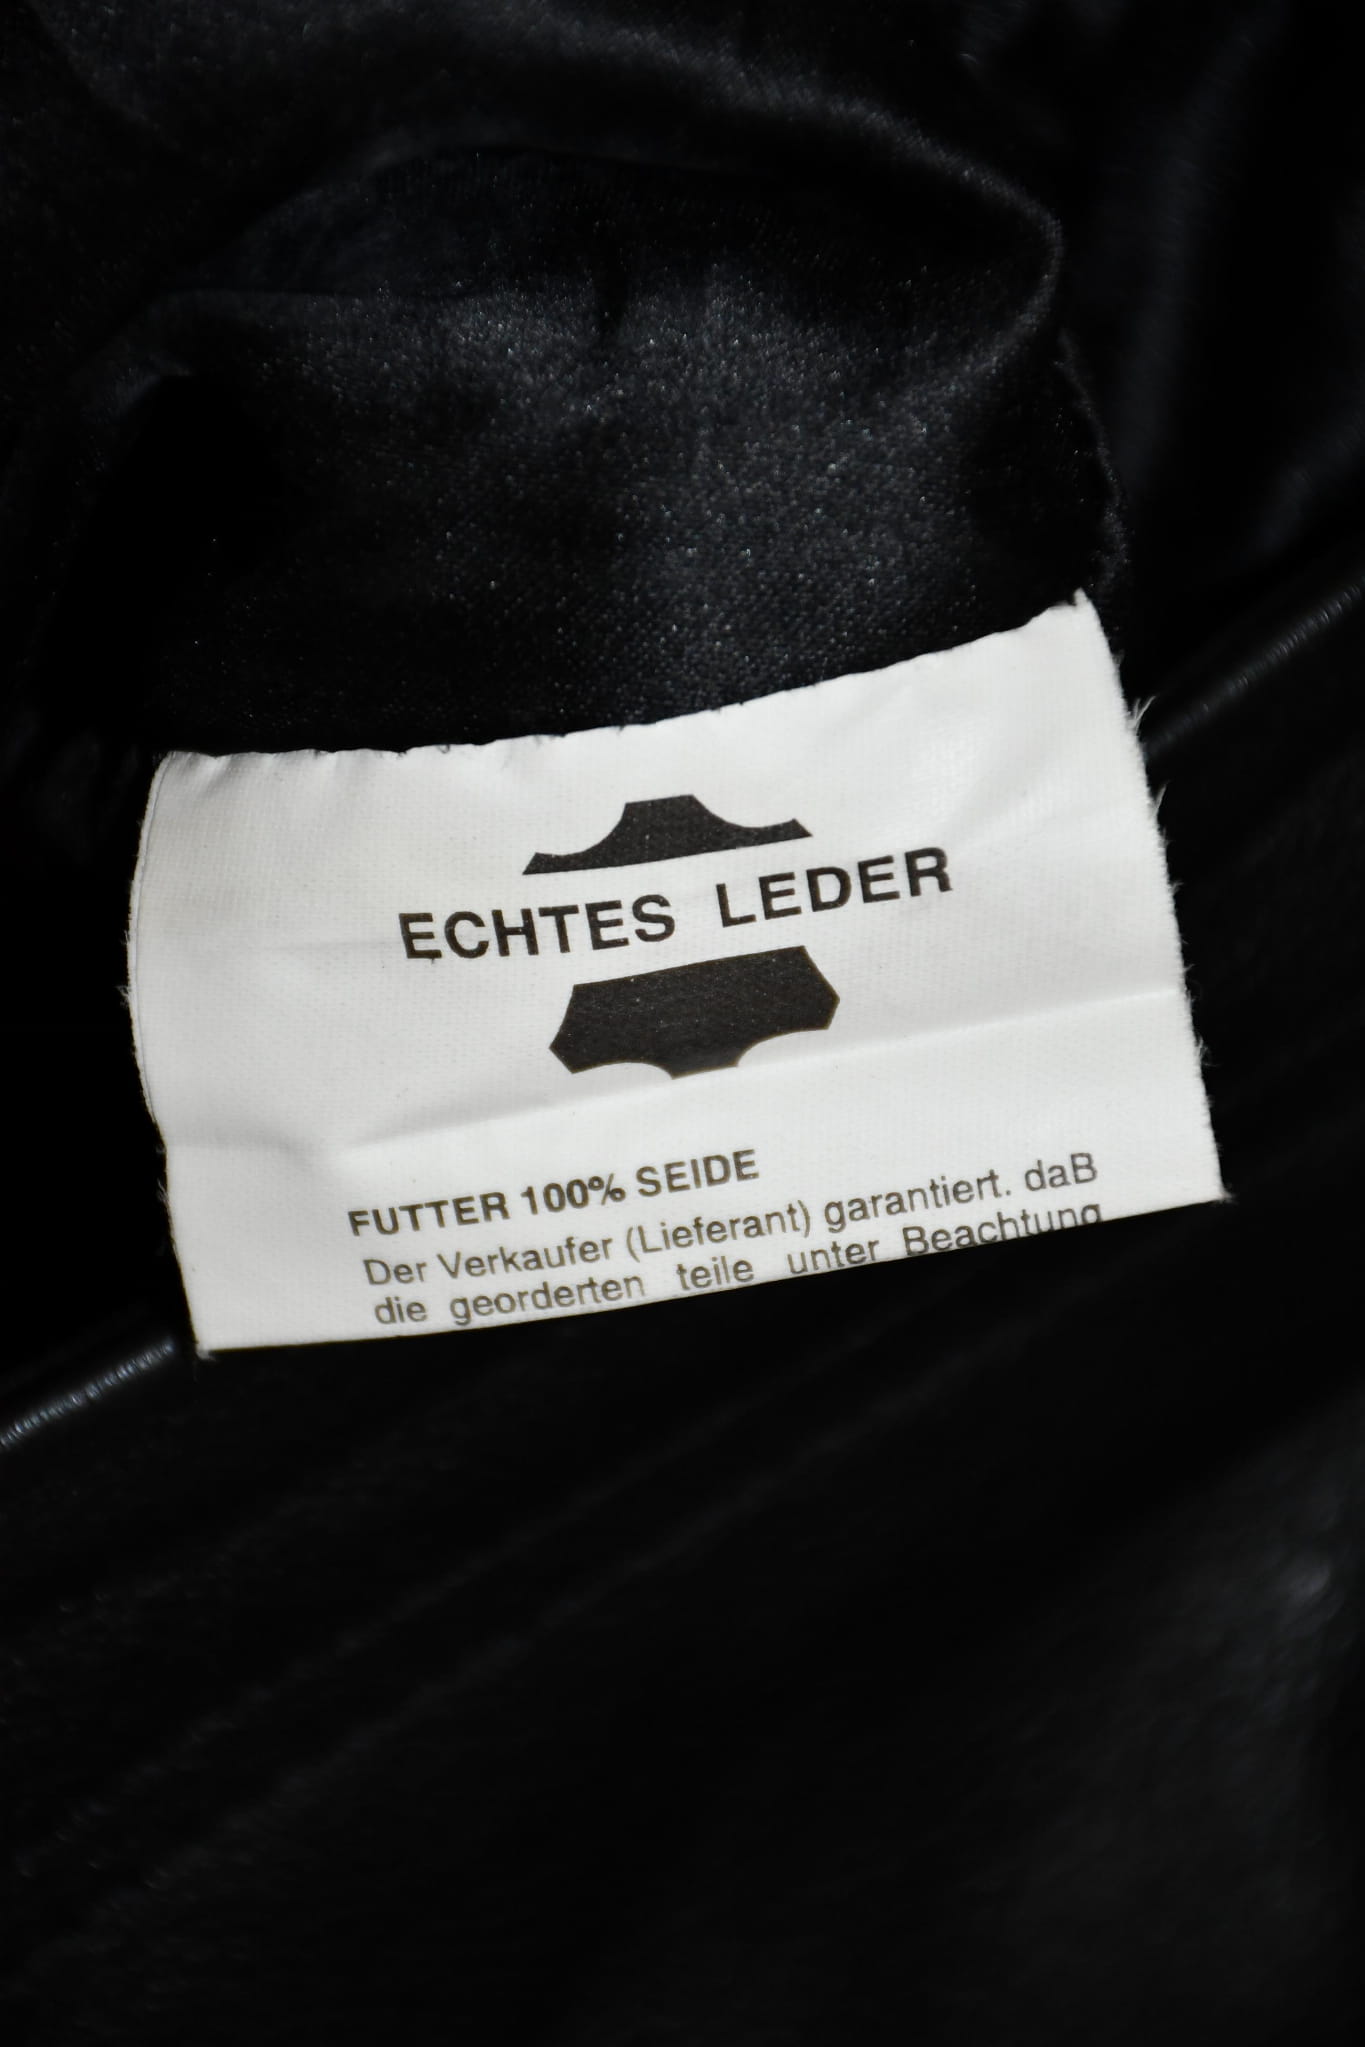 ECHTES LEDER
FUTTER 100% SEIDE
Der Verkaufer (Lieferant) garantiert. daB
die georderten teile unter Beachtung